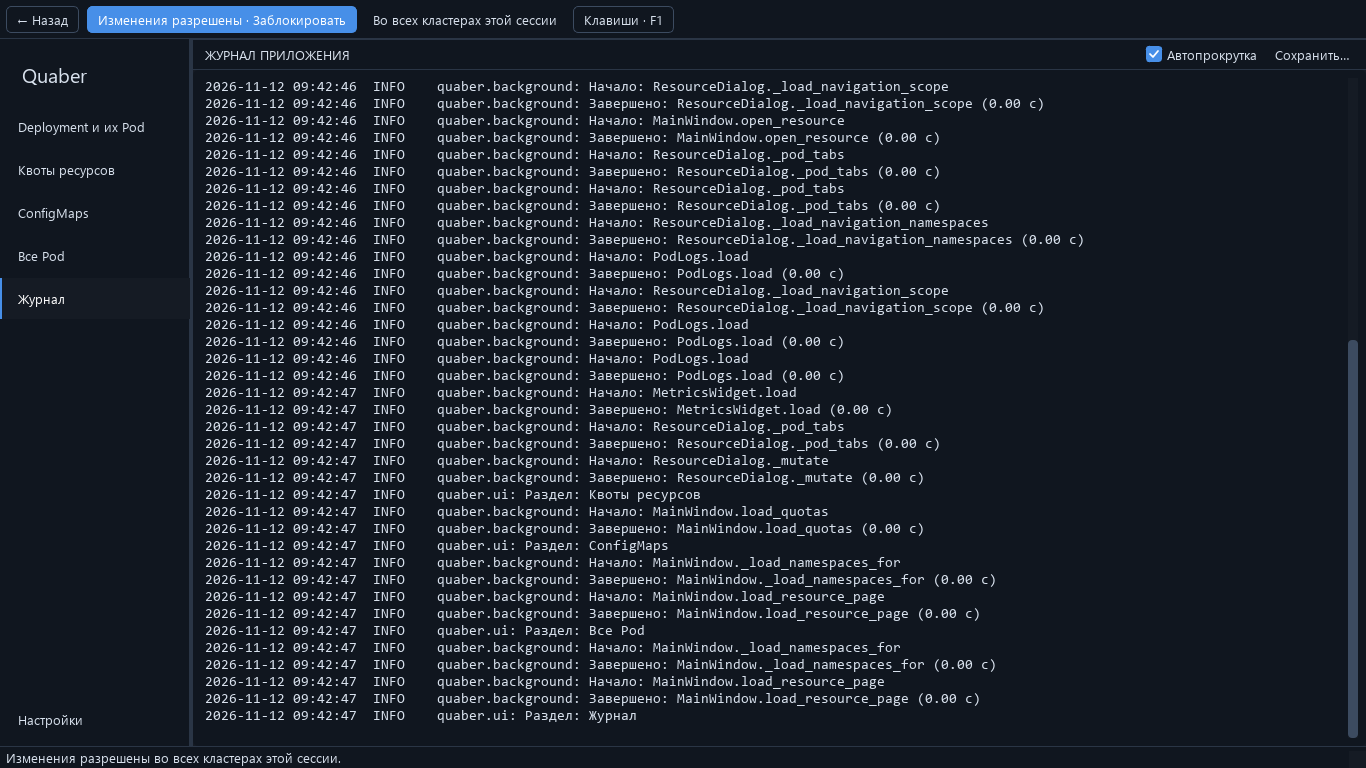 ← Назад
Изменения разрешены · Заблокировать
Во всех кластерах этой сессии
Клавиши · F1
Quaber
Deployment и их Pod
Квоты ресурсов
ConfigMaps
Все Pod
Журнал
Настройки
ЖУРНАЛ ПРИЛОЖЕНИЯ
Автопрокрутка
Сохранить...
2026-11-12 09:42:46 INFO quaber.background: Начало: ResourceDialog._load_navigation_scope
2026-11-12 09:42:46 INFO quaber.background: Завершено: ResourceDialog._load_navigation_scope (0.00 с)
2026-11-12 09:42:46 INFO quaber.background: Начало: MainWindow.open_resource
2026-11-12 09:42:46 INFO quaber.background: Завершено: MainWindow.open_resource (0.00 с)
2026-11-12 09:42:46 INFO quaber.background: Начало: ResourceDialog._pod_tabs
2026-11-12 09:42:46 INFO quaber.background: Завершено: ResourceDialog._pod_tabs (0.00 с)
2026-11-12 09:42:46 INFO quaber.background: Начало: ResourceDialog._pod_tabs
2026-11-12 09:42:46 INFO quaber.background: Завершено: ResourceDialog._pod_tabs (0.00 с)
2026-11-12 09:42:46 INFO quaber.background: Начало: ResourceDialog._load_navigation_namespaces
2026-11-12 09:42:46 INFO quaber.background: Завершено: ResourceDialog._load_navigation_namespaces (0.00 с)
2026-11-12 09:42:46 INFO quaber.background: Начало: PodLogs.load
2026-11-12 09:42:46 INFO quaber.background: Завершено: PodLogs.load (0.00 с)
2026-11-12 09:42:46 INFO quaber.background: Начало: ResourceDialog._load_navigation_scope
2026-11-12 09:42:46 INFO quaber.background: Завершено: ResourceDialog._load_navigation_scope (0.00 с)
2026-11-12 09:42:46 INFO quaber.background: Начало: PodLogs.load
2026-11-12 09:42:46 INFO quaber.background: Завершено: PodLogs.load (0.00 с)
2026-11-12 09:42:46 INFO quaber.background: Начало: PodLogs.load
2026-11-12 09:42:46 INFO quaber.background: Завершено: PodLogs.load (0.00 с)
2026-11-12 09:42:47 INFO quaber.background: Начало: MetricsWidget.load
2026-11-12 09:42:47 INFO quaber.background: Завершено: MetricsWidget.load (0.00 с)
2026-11-12 09:42:47 INFO quaber.background: Начало: ResourceDialog._pod_tabs
2026-11-12 09:42:47 INFO quaber.background: Завершено: ResourceDialog._pod_tabs (0.00 с)
2026-11-12 09:42:47 INFO quaber.background: Начало: ResourceDialog._mutate
2026-11-12 09:42:47 INFO quaber.background: Завершено: ResourceDialog._mutate (0.00 с)
2026-11-12 09:42:47 INFO quaber.ui: Раздел: Квоты ресурсов
2026-11-12 09:42:47 INFO quaber.background: Начало: MainWindow.load_quotas
2026-11-12 09:42:47 INFO quaber.background: Завершено: MainWindow.load_quotas (0.00 с)
2026-11-12 09:42:47 INFO quaber.ui: Раздел: ConfigMaps
2026-11-12 09:42:47 INFO quaber.background: Начало: MainWindow._load_namespaces_for
2026-11-12 09:42:47 INFO quaber.background: Завершено: MainWindow._load_namespaces_for (0.00 с)
2026-11-12 09:42:47 INFO quaber.background: Начало: MainWindow.load_resource_page
2026-11-12 09:42:47 INFO quaber.background: Завершено: MainWindow.load_resource_page (0.00 с)
2026-11-12 09:42:47 INFO quaber.ui: Раздел: Все Pod
2026-11-12 09:42:47 INFO quaber.background: Начало: MainWindow._load_namespaces_for
2026-11-12 09:42:47 INFO quaber.background: Завершено: MainWindow._load_namespaces_for (0.00 с)
2026-11-12 09:42:47 INFO quaber.background: Начало: MainWindow.load_resource_page
2026-11-12 09:42:47 INFO quaber.background: Завершено: MainWindow.load_resource_page (0.00 с)
2026-11-12 09:42:47 INFO quaber.ui: Раздел: Журнал
Изменения разрешены во всех кластерах этой сессии.